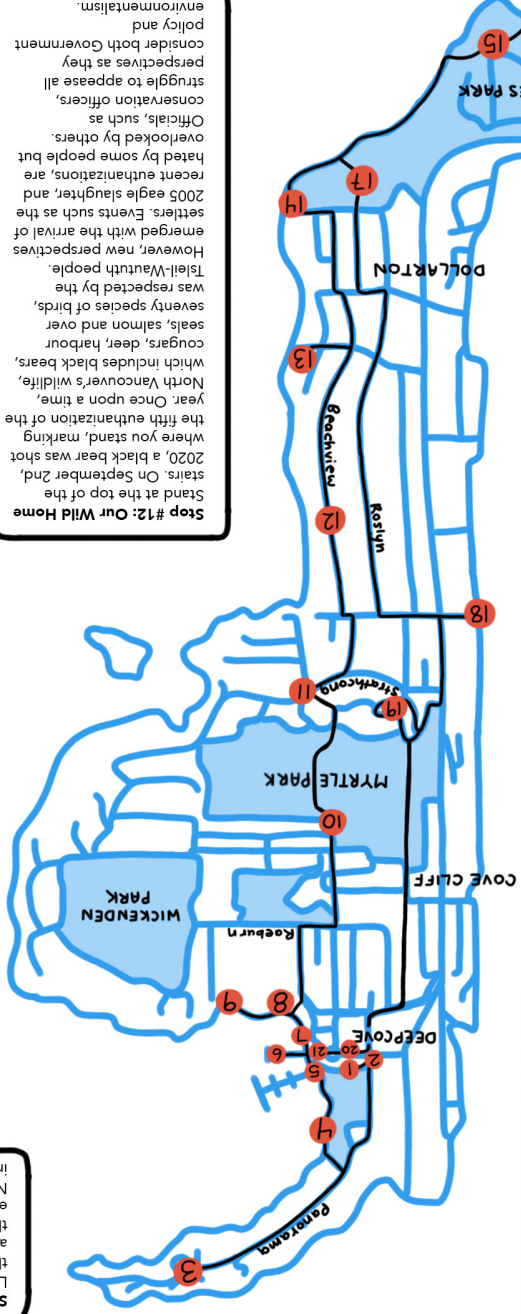 3
Panorama
4
1
5
2
20
21
6
DEEPCOVE
7
8
9
Raeburn
WICKENDEN
PARK
COVE CLIFF
10
MYRTLE PARK
19
Strathcona
11
18
12
Roslyn
Beachview
13
DOLLARTON
14
17
ES PARK
15
Stop #12: Our Wild Home
Stand at the top of the
stairs. On September 2nd,
2020, a black bear was shot
where you stand, marking
the fifth euthanization of the
year. Once upon a time,
North Vancouver's wildlife,
which includes black bears,
cougars, deer, harbour
seals, salmon and over
seventy species of birds,
was respected by the
Tsleil-Waututh people.
However, new perspectives
emerged with the arrival of
settlers. Events such as the
2005 eagle slaughter, and
recent euthanizations, are
hated by some people but
overlooked by others.
Officials, such as
conservation officers,
struggle to appease all
perspectives as they
consider both Government
policy and
environmentalism.